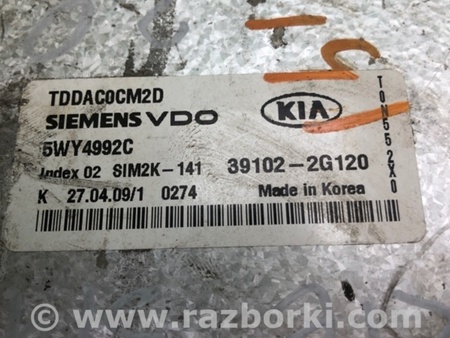 TDDAC0CM2D
SIEMENS VDO
KIA
5WY4992C
Index 02 SIM2K-141
39102-2G120
K 27.04.09/1 0274
Made in Korea
TON552X0
www.razborki.com